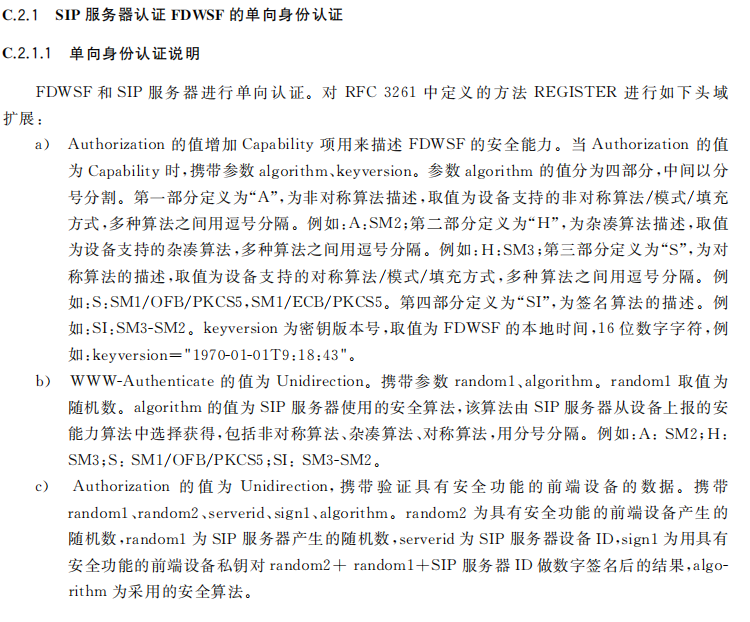 C.2.1 SIP 服务器认证 FDWSF 的单向身份认证
C.2.1.1 单向身份认证说明
FDWSF 和 SIP 服务器进行单向认证。对 RFC 3261 中定义的方法 REGISTER 进行如下头域
扩展:
a) Authorization 的值增加 Capability 项用来描述 FDWSF 的安全能力。当 Authorization 的值
为 Capability 时,携带参数 algorithm、keyversion。参数 algorithm 的值分为四部分,中间以分
号分割。第一部分定义为“A”,为非对称算法描述,取值为设备支持的非对称算法/模式/填充
方式,多种算法之间用逗号分隔。例如:A:SM2;第二部分定义为“H”,为杂凑算法描述,取值
为设备支持的杂凑算法,多种算法之间用逗号分隔。例如:H:SM3;第三部分定义为“S”,为对
称算法的描述,取值为设备支持的对称算法/模式/填充方式,多种算法之间用逗号分隔。例
如:S:SM1/OFB/PKCS5,SM1/ECB/PKCS5。第四部分定义为“SI”,为签名算法的描述。例
如:SI:SM3-SM2。keyversion 为密钥版本号,取值为 FDWSF 的本地时间,16 位数字字符,例
如:keyversion="1970-01-01T9:18:43"。
b) WWW-Authenticate 的值为 Unidirection。携带参数 random1、algorithm。random1 取值为
随机数。algorithm 的值为 SIP 服务器使用的安全算法,该算法由 SIP 服务器从设备上报的安
能力算法中选择获得,包括非对称算法、杂凑算法、对称算法,用分号分隔。例如:A: SM2;H:
SM3;S: SM1/OFB/PKCS5;SI: SM3-SM2。
c) Authorization 的值为 Unidirection,携带验证具有安全功能的前端设备的数据。携带
random1、random2、serverid、sign1、algorithm。random2 为具有安全功能的前端设备产生的
随机数,random1 为 SIP 服务器产生的随机数,serverid 为 SIP 服务器设备 ID,sign1 为用具有
安全功能的前端设备私钥对 random2+ random1+SIP 服务器 ID 做数字签名后的结果,algo-
rithm 为采用的安全算法。